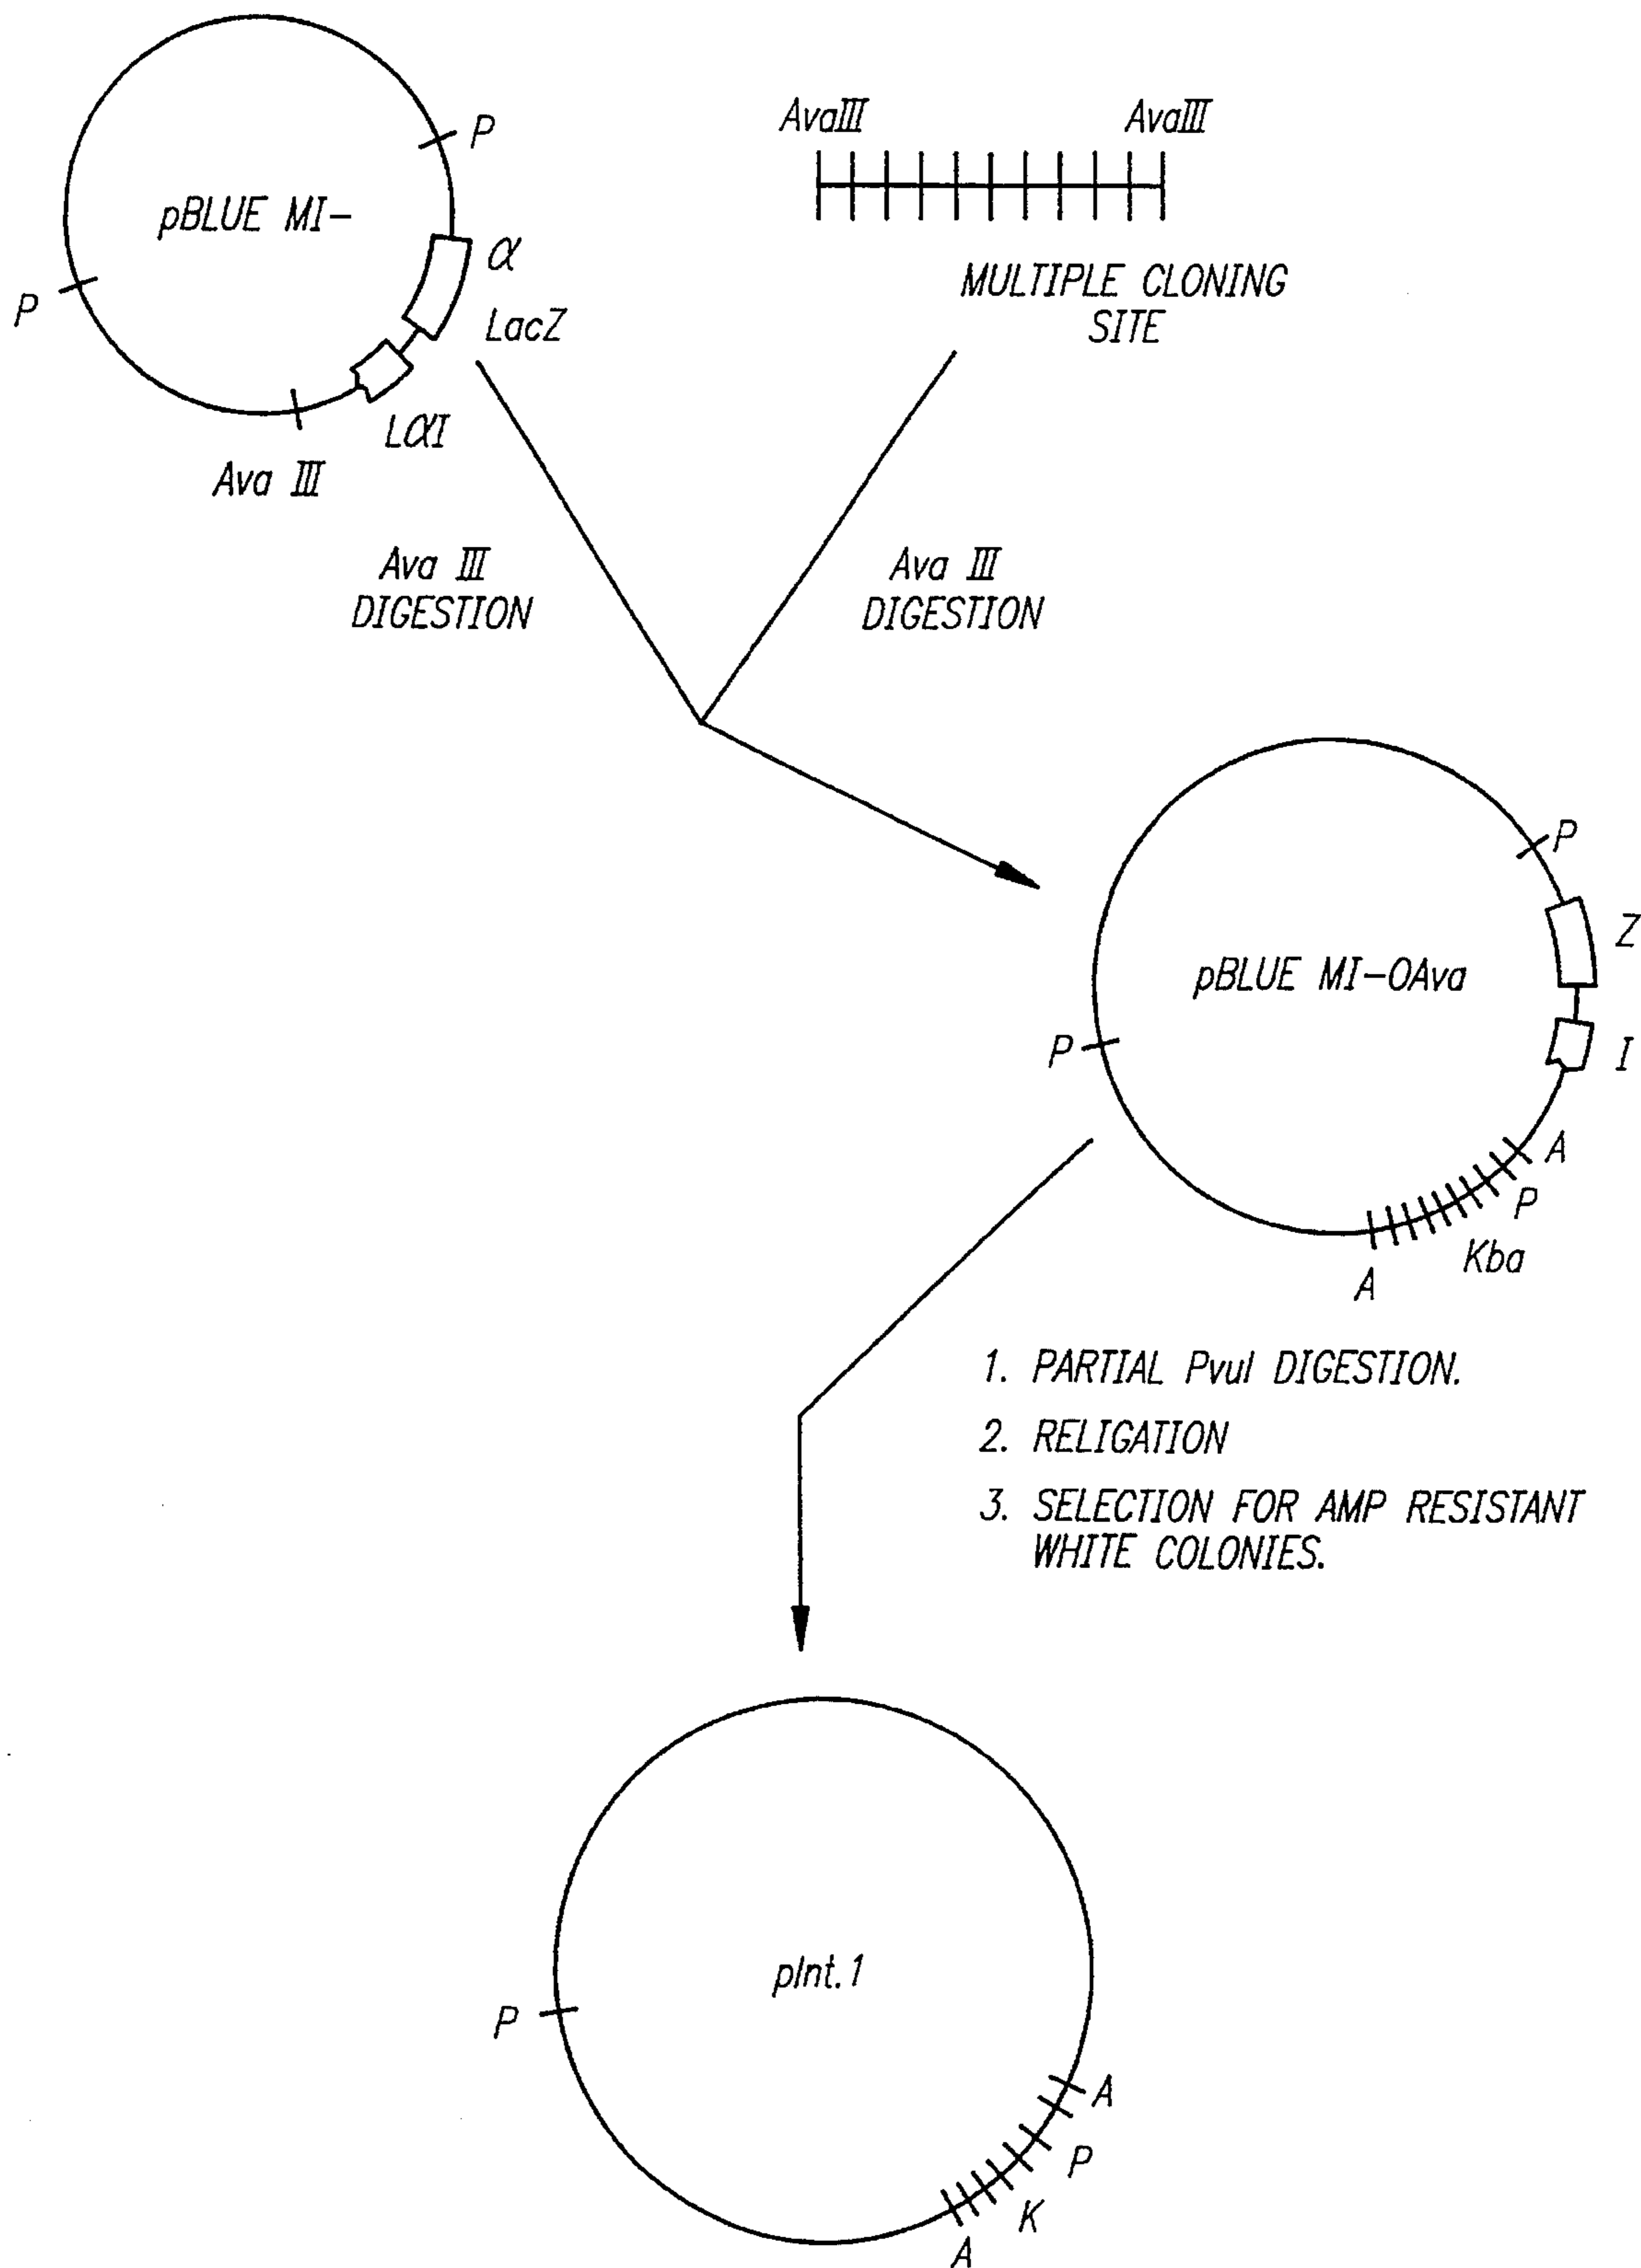 P
pBLUE MI-
P
α
LacZ
LαI
Ava III
AvaIII
AvaIII
MULTIPLE CLONING
SITE
Ava III
DIGESTION
Ava III
DIGESTION
P
Z
pBLUE MI-OAva
P
I
A
P
Kba
A
1. PARTIAL PvuI DIGESTION.
2. RELIGATION
3. SELECTION FOR AMP RESISTANT
WHITE COLONIES.
pInt.1
P
A
P
K
A